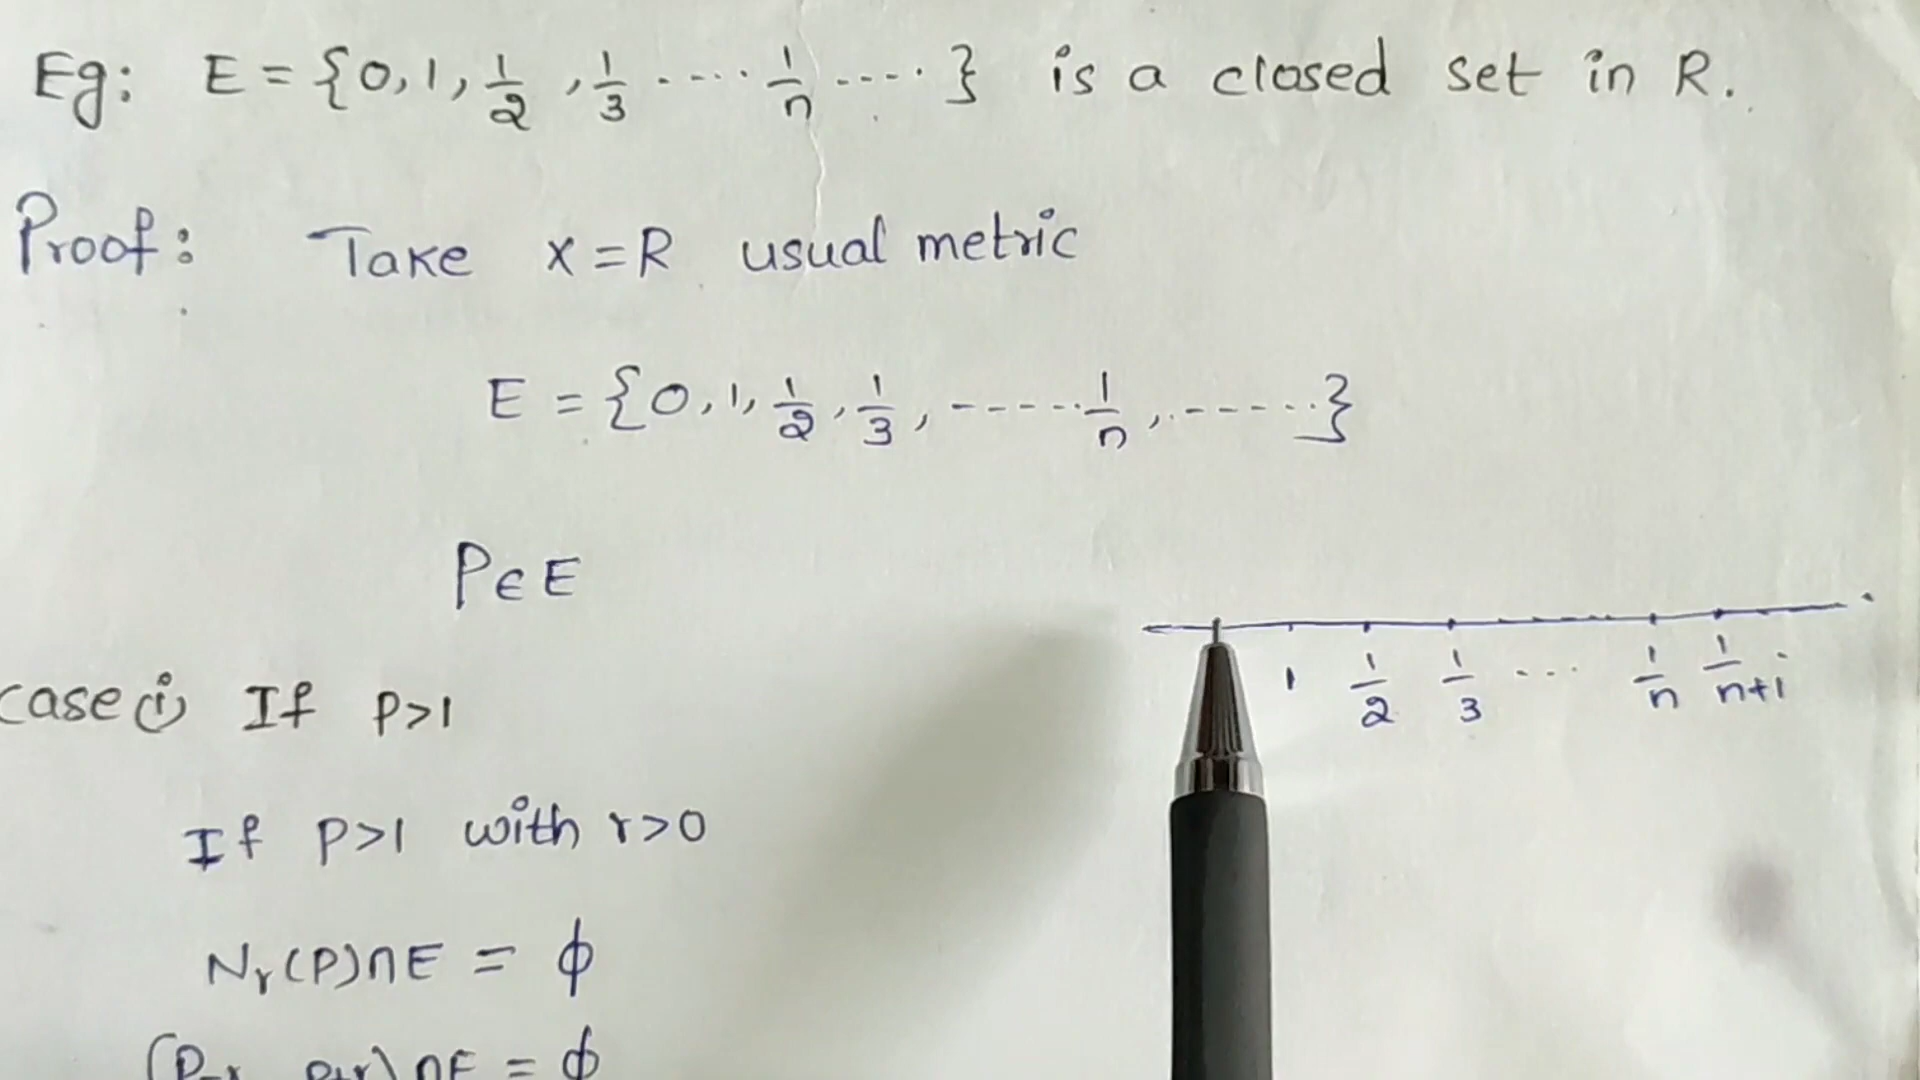 Eg: E = {0, 1, 1/2, 1/3 ---- 1/n ----} is a closed set in R.
Proof: Take X = R usual metric
E = {0, 1, 1/2, 1/3, ----- 1/n, ------}
P ∈ E
1 1/2 1/3 ... 1/n 1/n+1
case (i) If P>1
If P>1 with r>0
Nr(P)∩E = ϕ
(P-r, P+r)∩E = ϕ